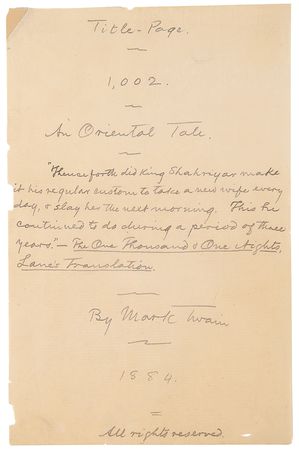 Title-Page.
1,002.
An Oriental Tale.
"Thenceforth did King Shahriyar make
it his regular custom to take a new wife every
day, & slay her the next morning. This he
continued to do during a period of three
years."—The One Thousand & One Nights,
Lane's Translation.
By Mark Twain
1884.
All rights reserved.